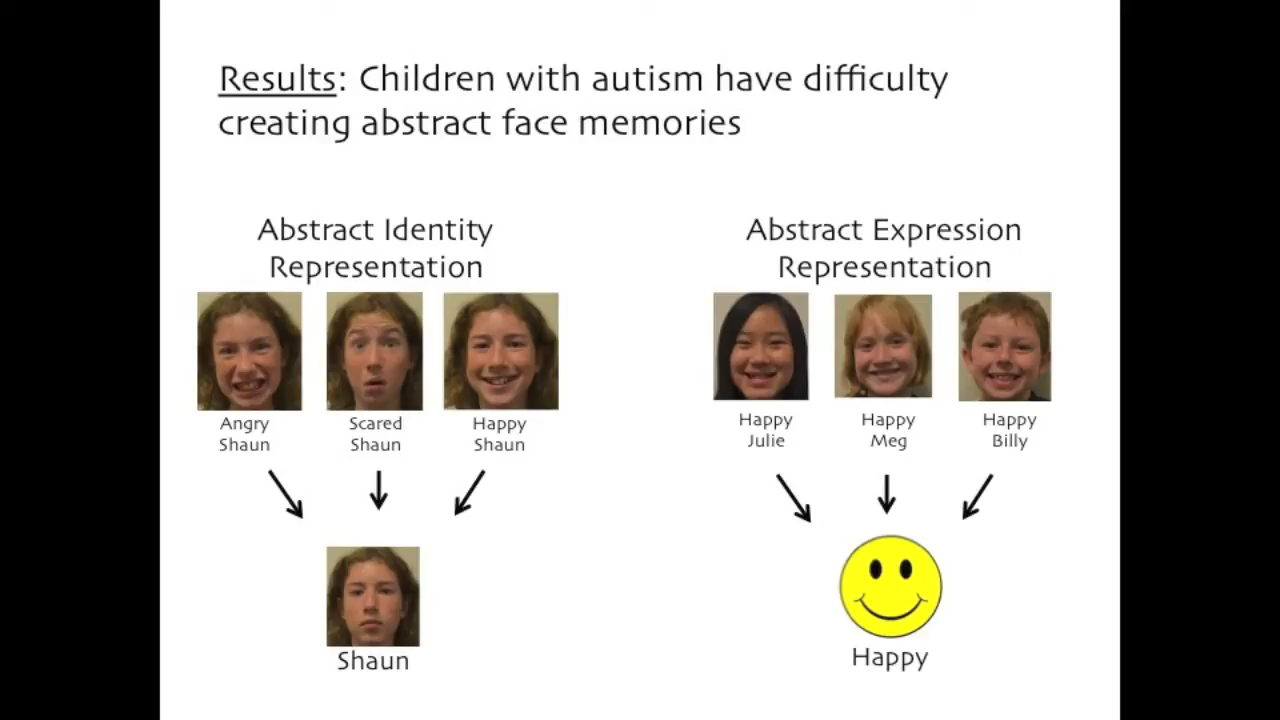 Results: Children with autism have difficulty
creating abstract face memories
Abstract Identity
Representation
Angry
Shaun
Scared
Shaun
Happy
Shaun
Shaun
Abstract Expression
Representation
Happy
Julie
Happy
Meg
Happy
Billy
Happy